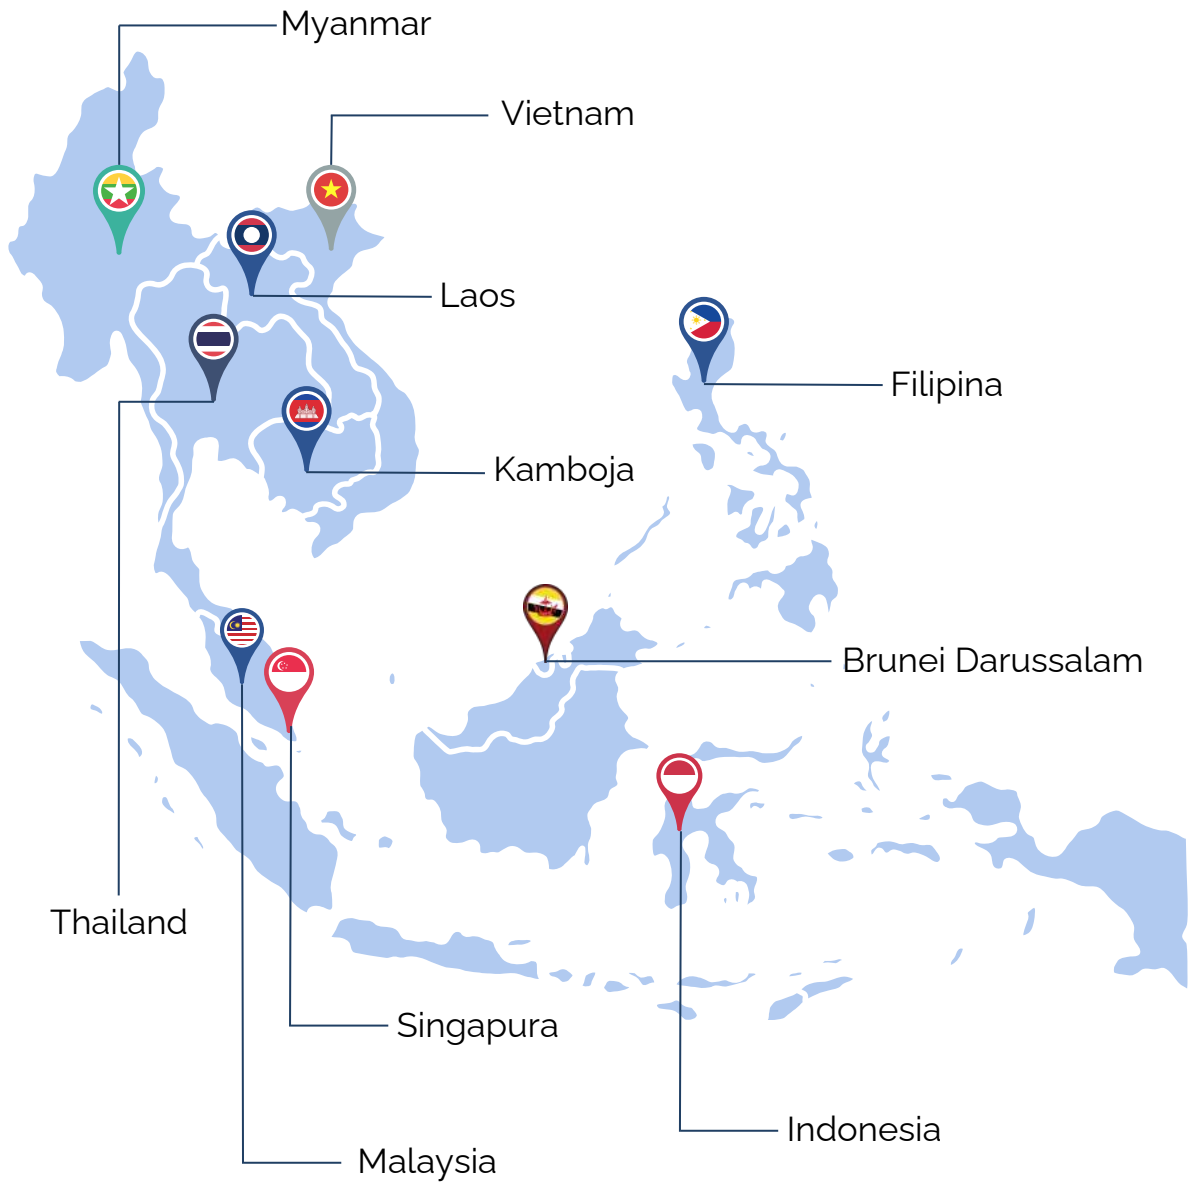 Myanmar
Vietnam
Laos
Filipina
Kamboja
Brunei Darussalam
Thailand
Singapura
Indonesia
Malaysia